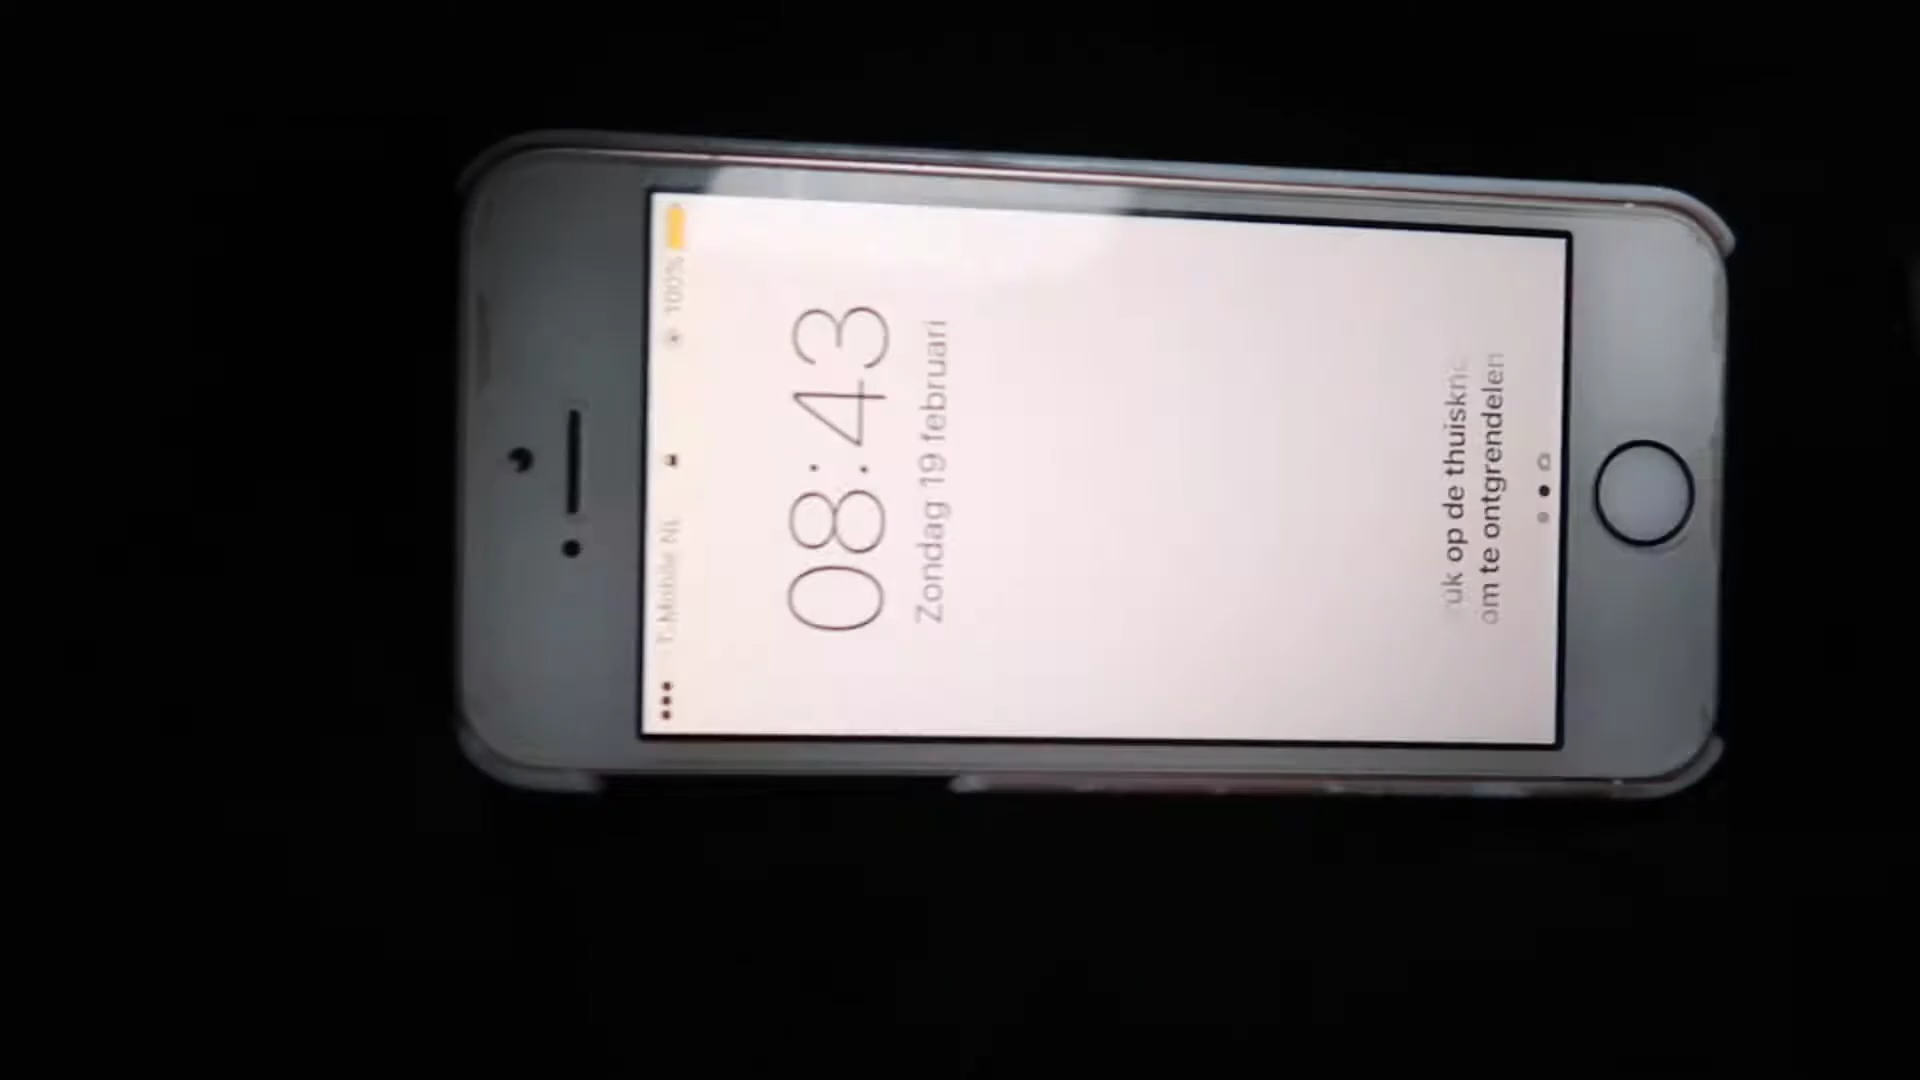 T-Mobile NL 100%
08:43
Zondag 19 februari
uk op de thuiskn
om te ontgrendelen